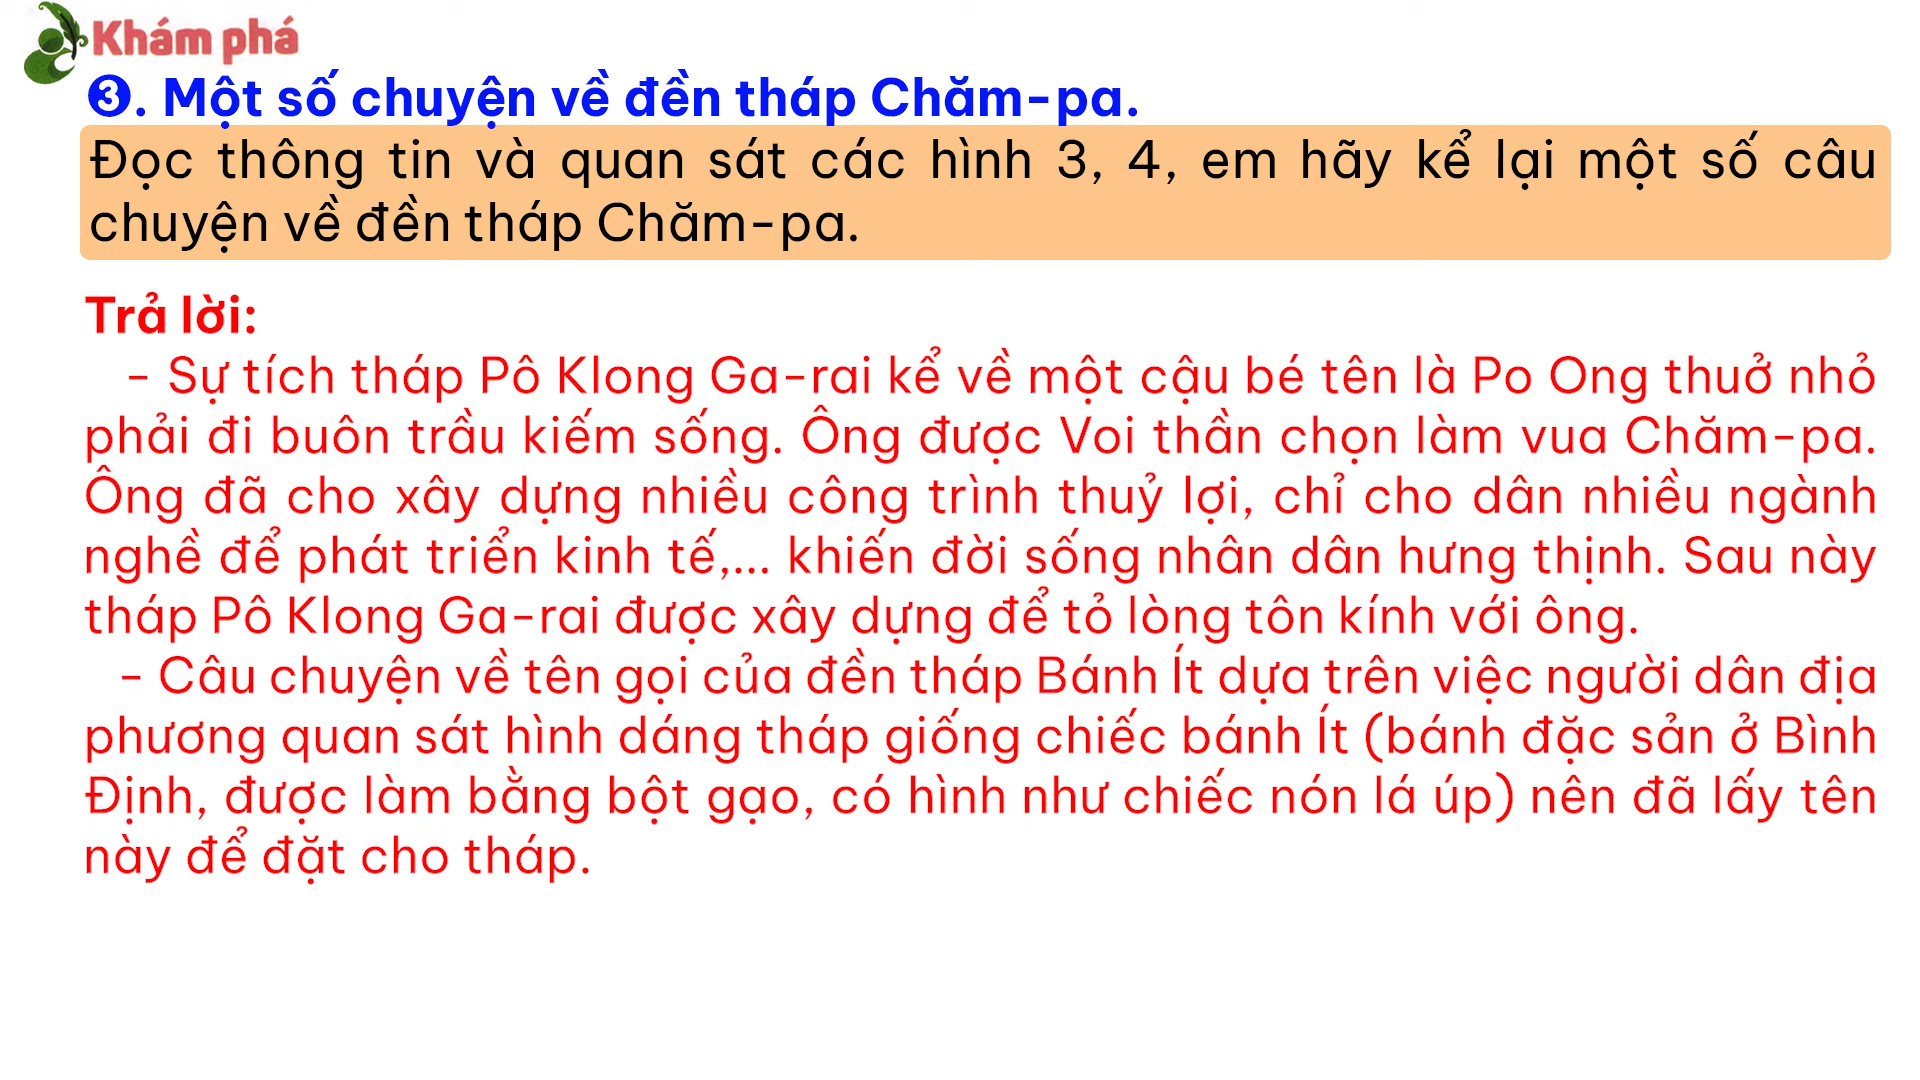 Khám phá
❸. Một số chuyện về đền tháp Chăm-pa.
Đọc thông tin và quan sát các hình 3, 4, em hãy kể lại một số câu
chuyện về đền tháp Chăm-pa.
Trả lời:
- Sự tích tháp Pô Klong Ga-rai kể về một cậu bé tên là Po Ong thuở nhỏ
phải đi buôn trầu kiếm sống. Ông được Voi thần chọn làm vua Chăm-pa.
Ông đã cho xây dựng nhiều công trình thuỷ lợi, chỉ cho dân nhiều ngành
nghề để phát triển kinh tế,... khiến đời sống nhân dân hưng thịnh. Sau này
tháp Pô Klong Ga-rai được xây dựng để tỏ lòng tôn kính với ông.
- Câu chuyện về tên gọi của đền tháp Bánh Ít dựa trên việc người dân địa
phương quan sát hình dáng tháp giống chiếc bánh Ít (bánh đặc sản ở Bình
Định, được làm bằng bột gạo, có hình như chiếc nón lá úp) nên đã lấy tên
này để đặt cho tháp.